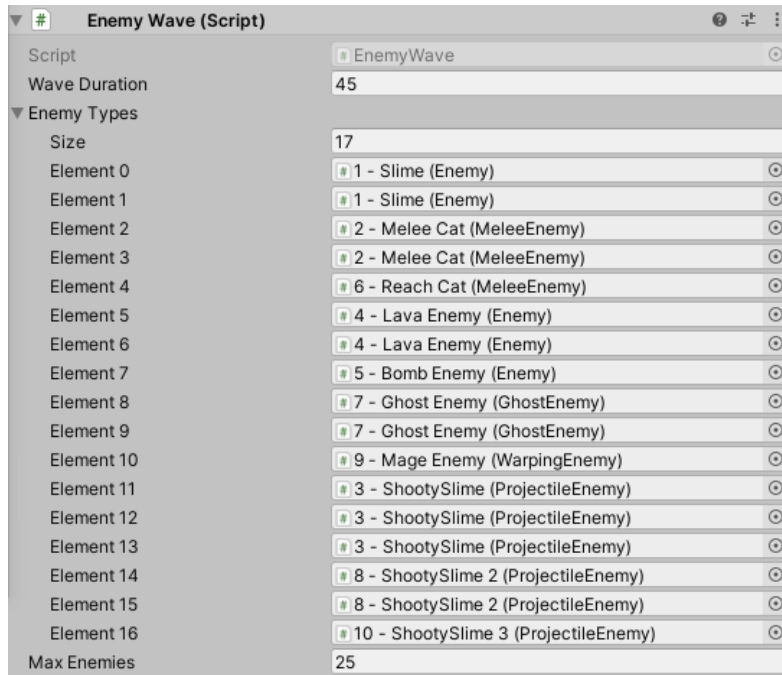 Enemy Wave (Script)
Script EnemyWave
Wave Duration 45
Enemy Types
Size 17
Element 0 1 - Slime (Enemy)
Element 1 1 - Slime (Enemy)
Element 2 2 - Melee Cat (MeleeEnemy)
Element 3 2 - Melee Cat (MeleeEnemy)
Element 4 6 - Reach Cat (MeleeEnemy)
Element 5 4 - Lava Enemy (Enemy)
Element 6 4 - Lava Enemy (Enemy)
Element 7 5 - Bomb Enemy (Enemy)
Element 8 7 - Ghost Enemy (GhostEnemy)
Element 9 7 - Ghost Enemy (GhostEnemy)
Element 10 9 - Mage Enemy (WarpingEnemy)
Element 11 3 - ShootySlime (ProjectileEnemy)
Element 12 3 - ShootySlime (ProjectileEnemy)
Element 13 3 - ShootySlime (ProjectileEnemy)
Element 14 8 - ShootySlime 2 (ProjectileEnemy)
Element 15 8 - ShootySlime 2 (ProjectileEnemy)
Element 16 10 - ShootySlime 3 (ProjectileEnemy)
Max Enemies 25